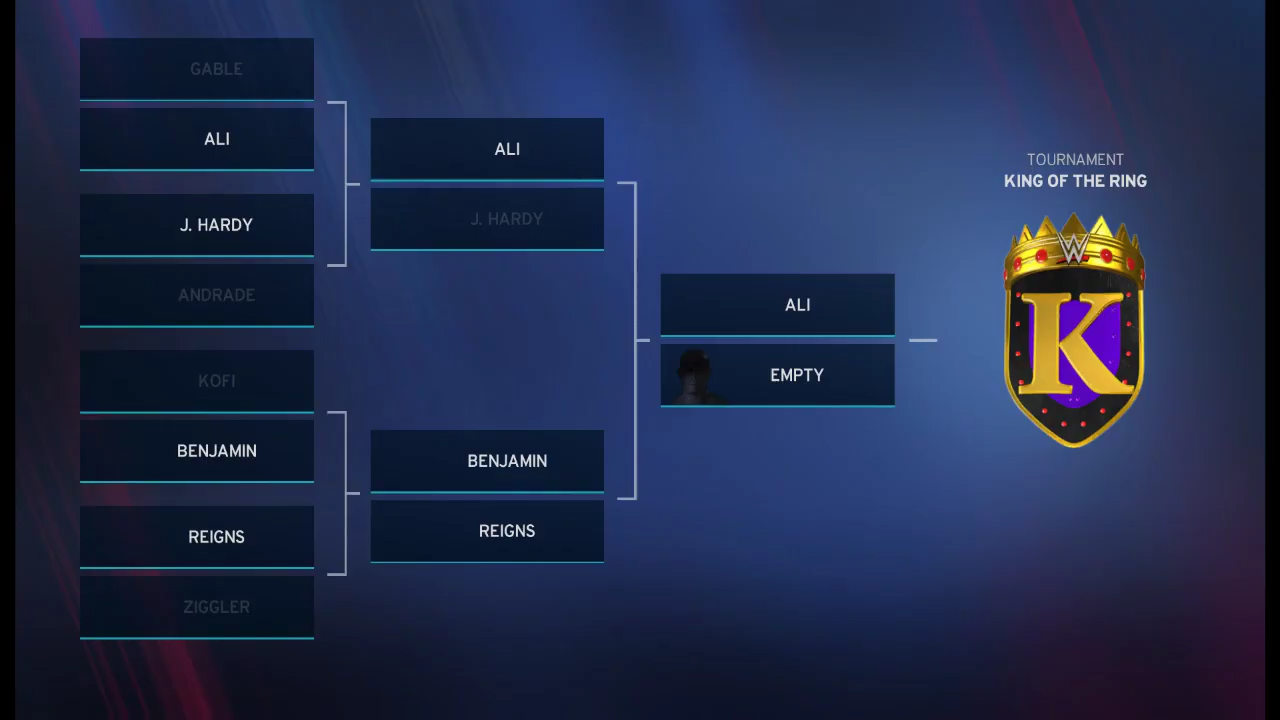 GABLE
ALI
J. HARDY
ANDRADE
KOFI
BENJAMIN
REIGNS
ZIGGLER
ALI
J. HARDY
BENJAMIN
REIGNS
ALI
EMPTY
TOURNAMENT
KING OF THE RING
W
K